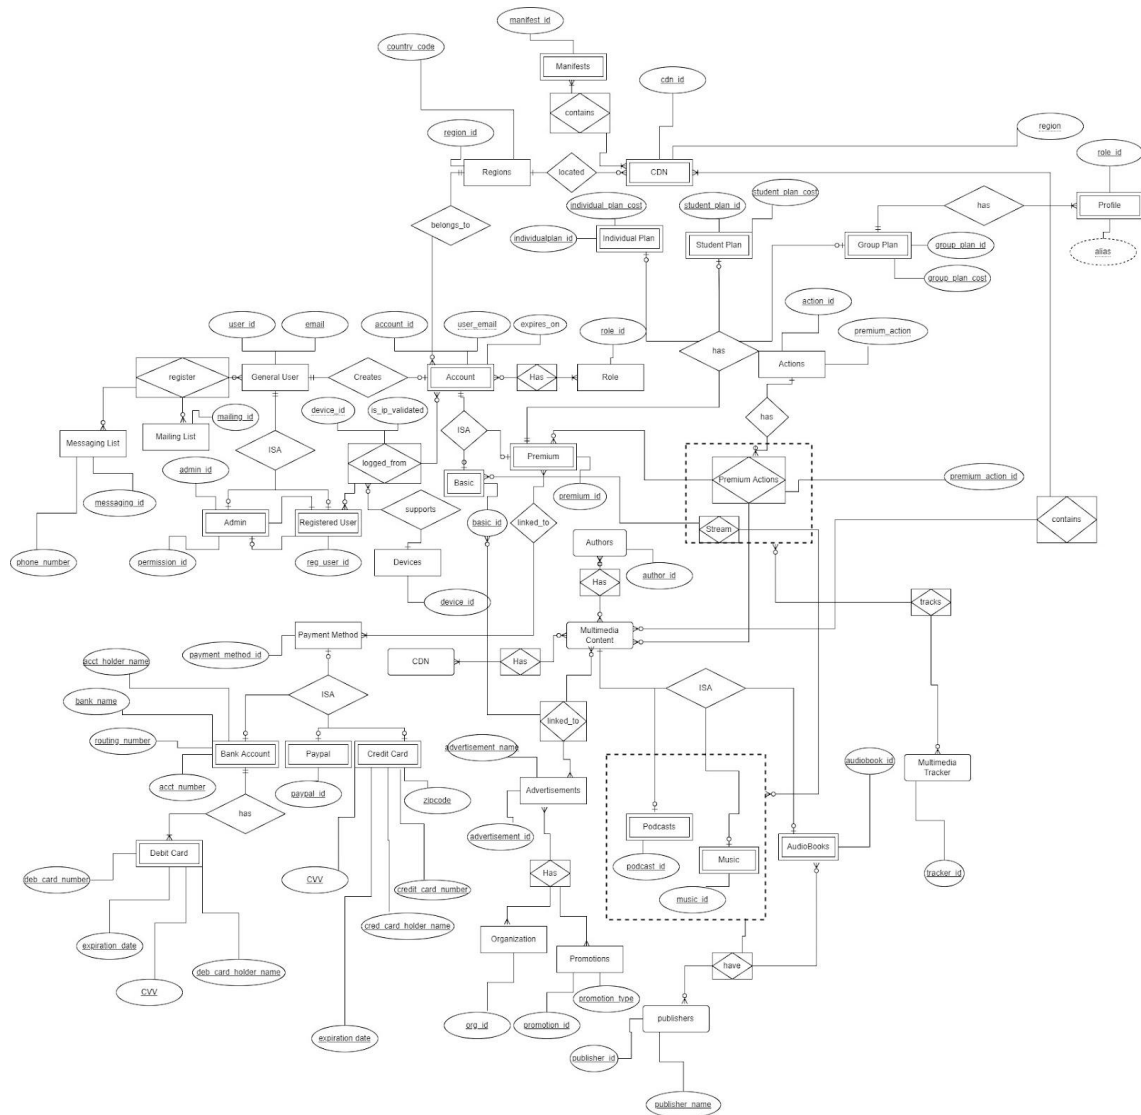 manifest_id
country_code
Manifests
cdn_id
contains
region
region_id
role_id
Regions
located
CDN
individual_plan_cost
student_plan_id
student_plan_cost
has
Profile
belongs_to
individualplan_id
Individual Plan
Student Plan
Group Plan
group_plan_id
alias
group_plan_cost
action_id
user_id
email
account_id
user_email
expires_on
role_id
premium_action
has
Actions
register
General User
Creates
Account
Has
Role
device_id
is_ip_validated
mailing_id
Messaging List
Mailing List
ISA
ISA
has
admin_id
logged_from
Premium
Premium Actions
premium_action_id
messaging_id
Basic
premium_id
Admin
Registered User
supports
basic_id
linked_to
Stream
contains
phone_number
permission_id
reg_user_id
Devices
Authors
author_id
Has
device_id
tracks
Payment Method
Multimedia
Content
payment_method_id
CDN
Has
acct_holder_name
ISA
ISA
bank_name
linked_to
routing_number
Bank Account
Paypal
Credit Card
advertisement_name
Multimedia
Tracker
audiobook_id
acct_number
paypal_id
zipcode
Advertisements
has
advertisement_id
Podcasts
Debit Card
Music
AudioBooks
podcast_id
deb_card_number
CVV
credit_card_number
Has
tracker_id
music_id
cred_card_holder_name
expiration_date
Organization
Promotions
have
deb_card_holder_name
CVV
promotion_type
org_id
promotion_id
publishers
expiration date
publisher_id
publisher_name